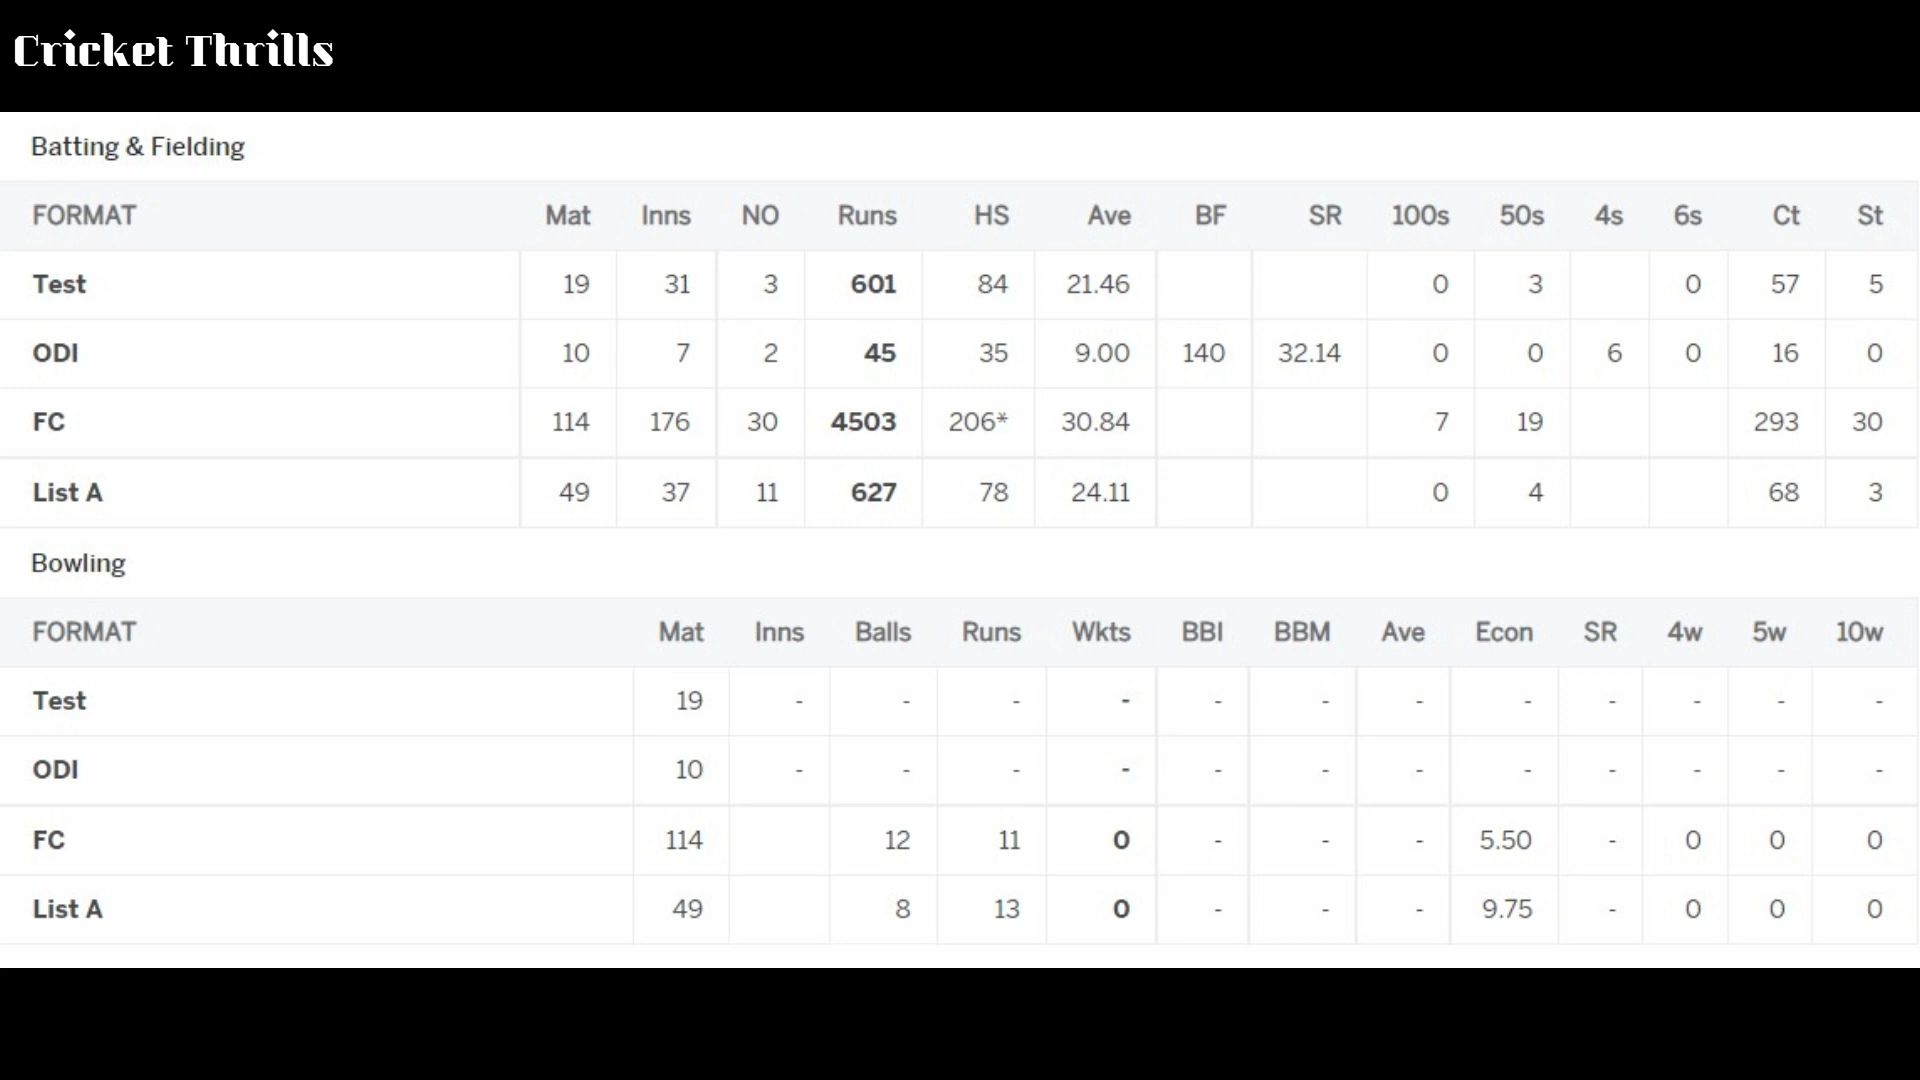 Cricket Thrills
Batting & Fielding
FORMAT Mat Inns NO Runs HS Ave BF SR 100s 50s 4s 6s Ct St
Test 19 31 3 601 84 21.46 0 3 0 57 5
ODI 10 7 2 45 35 9.00 140 32.14 0 0 6 0 16 0
FC 114 176 30 4503 206* 30.84 7 19 293 30
List A 49 37 11 627 78 24.11 0 4 68 3
Bowling
FORMAT Mat Inns Balls Runs Wkts BBI BBM Ave Econ SR 4w 5w 10w
Test 19 - - - - - - - - - - - -
ODI 10 - - - - - - - - - - - -
FC 114 12 11 0 - - - 5.50 - 0 0 0
List A 49 8 13 0 - - - 9.75 - 0 0 0